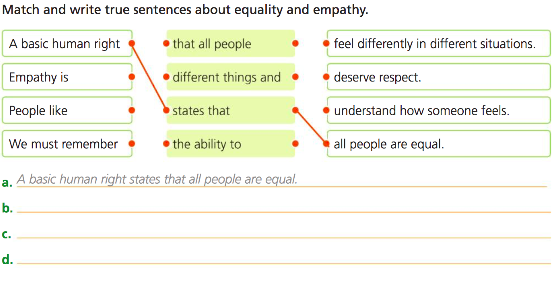 Match and write true sentences about equality and empathy.
A basic human right that all people feel differently in different situations.
Empathy is different things and deserve respect.
People like states that understand how someone feels.
We must remember the ability to all people are equal.
a. A basic human right states that all people are equal.
b.
c.
d.